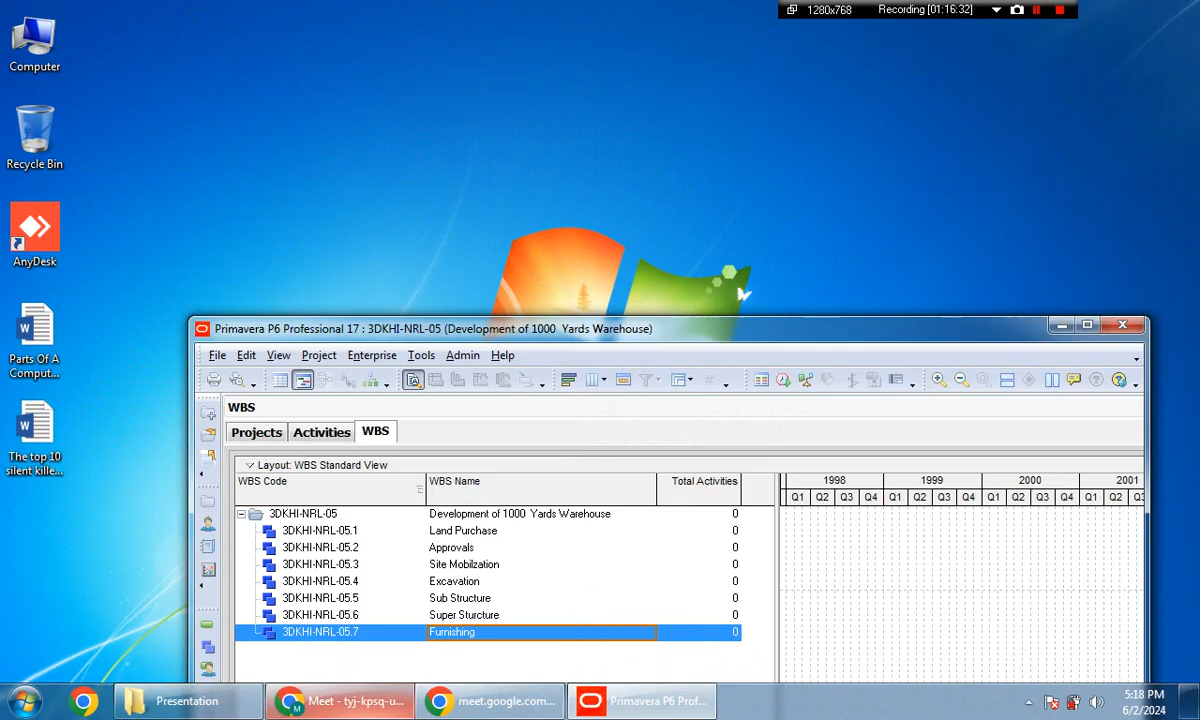 1280x768 Recording [01:16:32]
Computer
Recycle Bin
AnyDesk
Parts Of A
Comput...
The top 10
silent kille...
Primavera P6 Professional 17 : 3DKHI-NRL-05 (Development of 1000 Yards Warehouse)
File Edit View Project Enterprise Tools Admin Help
WBS
Projects Activities WBS
Layout: WBS Standard View
WBS Code WBS Name Total Activities
1998 1999 2000 2001
Q1 Q2 Q3 Q4 Q1 Q2 Q3 Q4 Q1 Q2 Q3 Q4 Q1 Q2 Q3
3DKHI-NRL-05 Development of 1000 Yards Warehouse 0
3DKHI-NRL-05.1 Land Purchase 0
3DKHI-NRL-05.2 Approvals 0
3DKHI-NRL-05.3 Site Mobilzation 0
3DKHI-NRL-05.4 Excavation 0
3DKHI-NRL-05.5 Sub Structure 0
3DKHI-NRL-05.6 Super Sturcture 0
3DKHI-NRL-05.7 Furnishing 0
Presentation
Meet - tyj-kpsq-u...
meet.google.com...
Primavera P6 Prof...
5:18 PM
6/2/2024